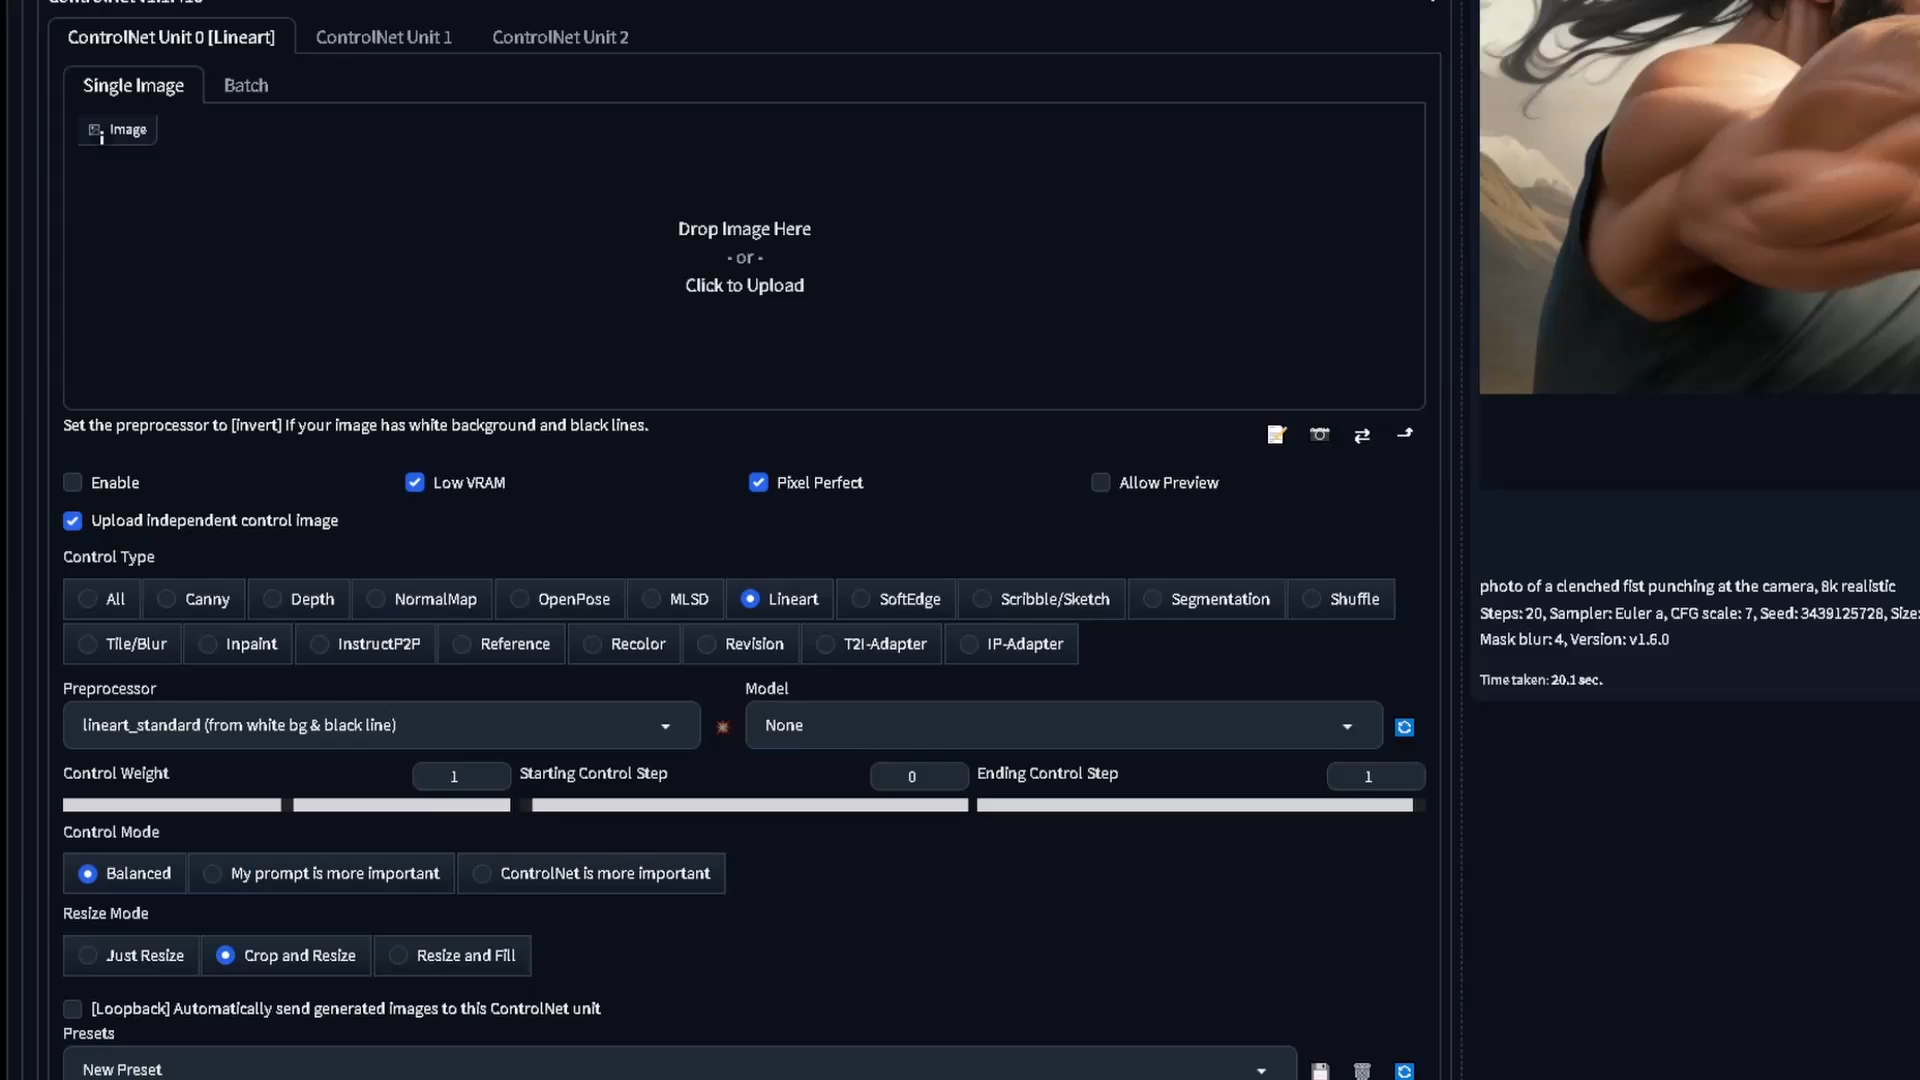 ControlNet Unit 0 [Lineart] ControlNet Unit 1 ControlNet Unit 2
Single Image Batch
Image
Drop Image Here
- or -
Click to Upload
Set the preprocessor to [invert] If your image has white background and black lines.
Enable Low VRAM Pixel Perfect Allow Preview
Upload independent control image
Control Type
All Canny Depth NormalMap OpenPose MLSD Lineart SoftEdge Scribble/Sketch Segmentation Shuffle
Tile/Blur Inpaint InstructP2P Reference Recolor Revision T2I-Adapter IP-Adapter
Preprocessor Model
lineart_standard (from white bg & black line) None
Control Weight 1 Starting Control Step 0 Ending Control Step 1
Control Mode
Balanced My prompt is more important ControlNet is more important
Resize Mode
Just Resize Crop and Resize Resize and Fill
[Loopback] Automatically send generated images to this ControlNet unit
Presets
New Preset
photo of a clenched fist punching at the camera, 8k realistic
Steps: 20, Sampler: Euler a, CFG scale: 7, Seed: 3439125728, Size:
Mask blur: 4, Version: v1.6.0
Time taken: 20.1 sec.